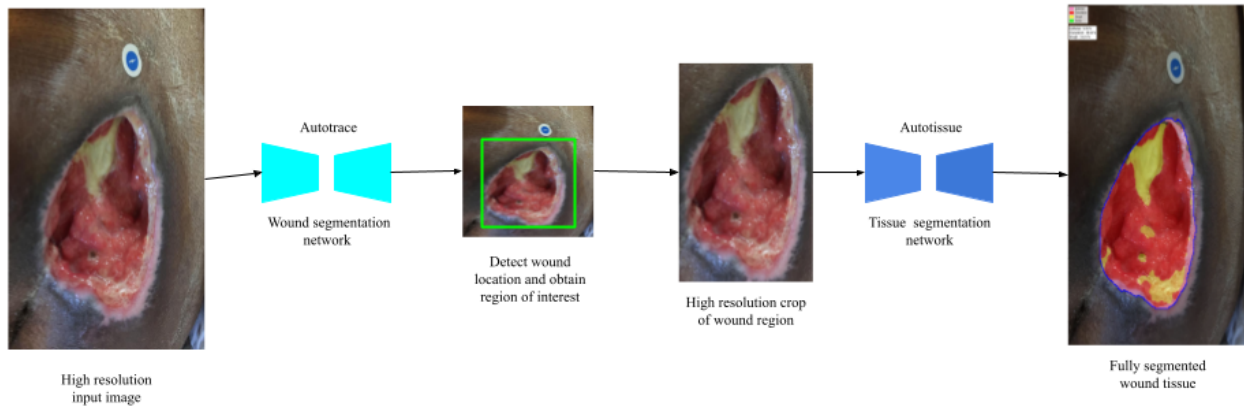 High resolution
input image
Autotrace
Wound segmentation
network
Detect wound
location and obtain
region of interest
High resolution crop
of wound region
Autotissue
Tissue segmentation
network
Fully segmented
wound tissue